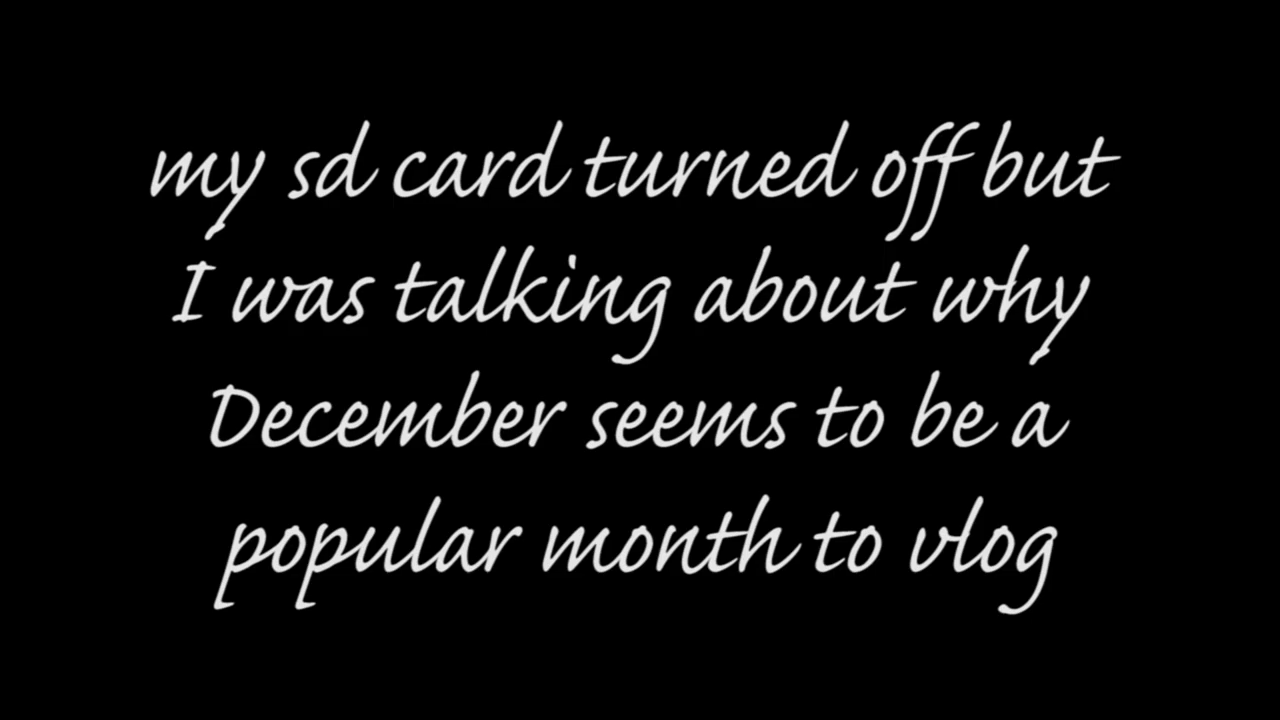 my sd card turned off but
I was talking about why
December seems to be a
popular month to vlog